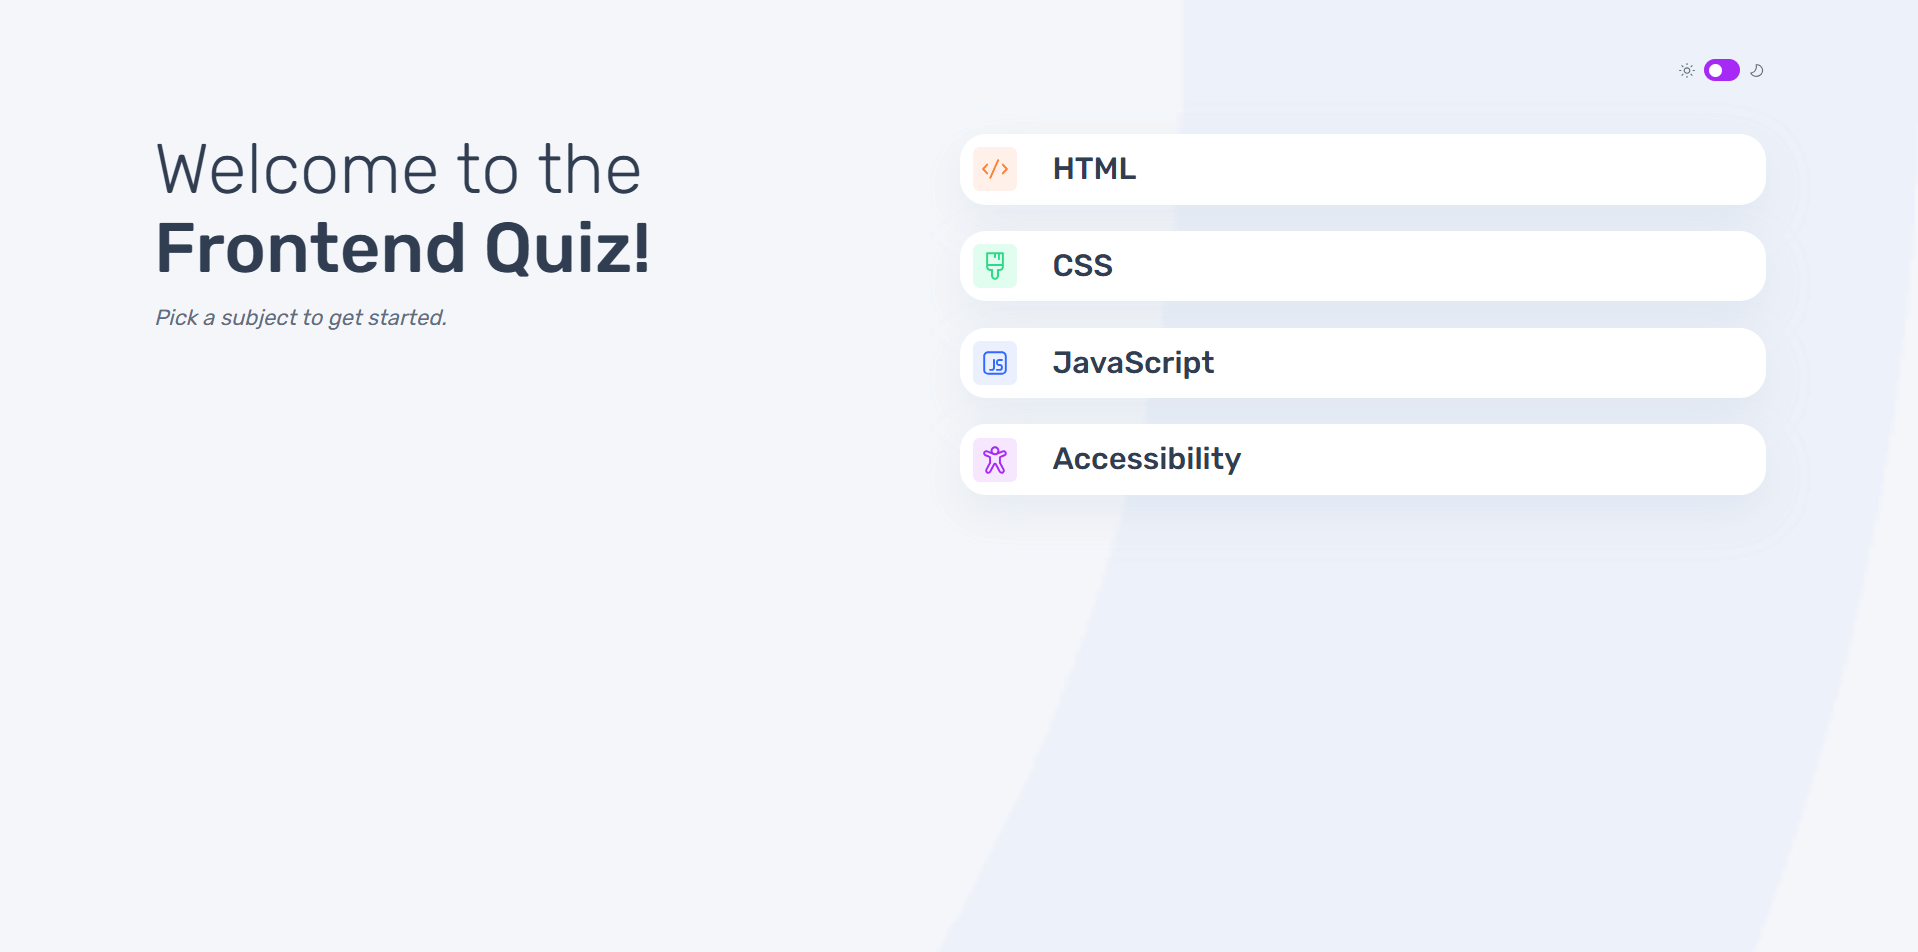 Welcome to the
Frontend Quiz!
Pick a subject to get started.
</> HTML
CSS
JS JavaScript
Accessibility